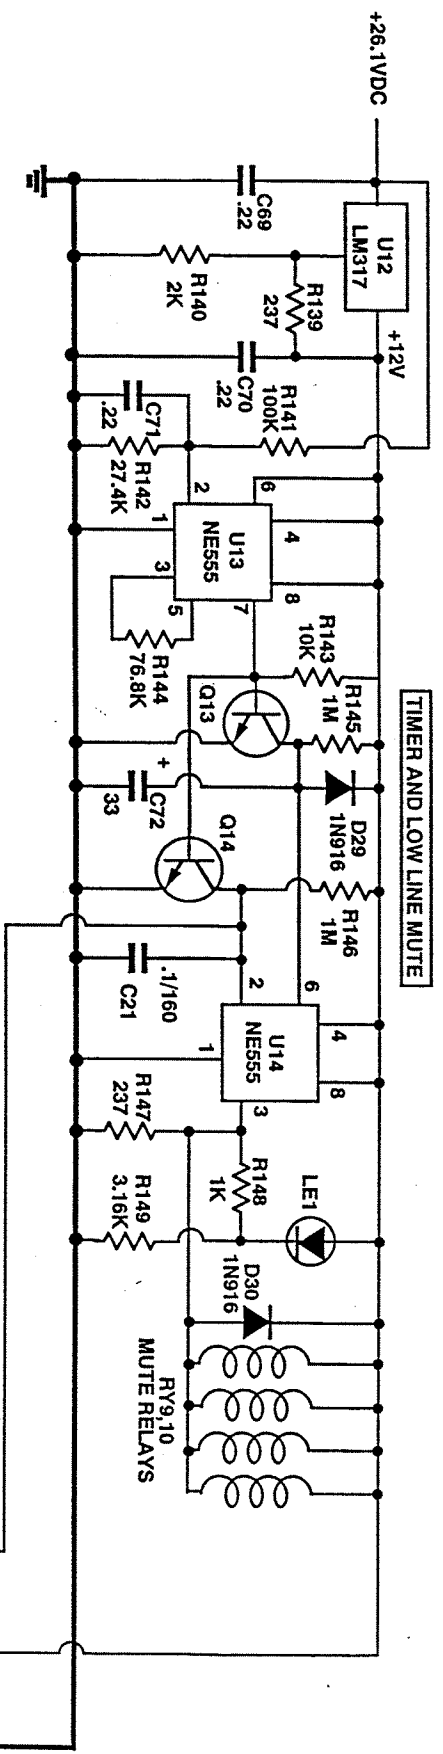 TIMER AND LOW LINE MUTE
+26.1VDC
U12
LM317
+12V
C69
.22
R140
2K
R139
237
C70
.22
R141
100K
C71
.22
R142
27.4K
2
6
1
4
U13
NE555
3
5
7
8
R144
76.8K
R143
10K
Q13
R145
1M
+
C72
33
D29
1N916
Q14
R146
1M
.1/160
C21
2
6
4
U14
NE555
1
3
8
R147
237
R148
1K
R149
3.16K
LE1
D30
1N916
RY9,10
MUTE RELAYS